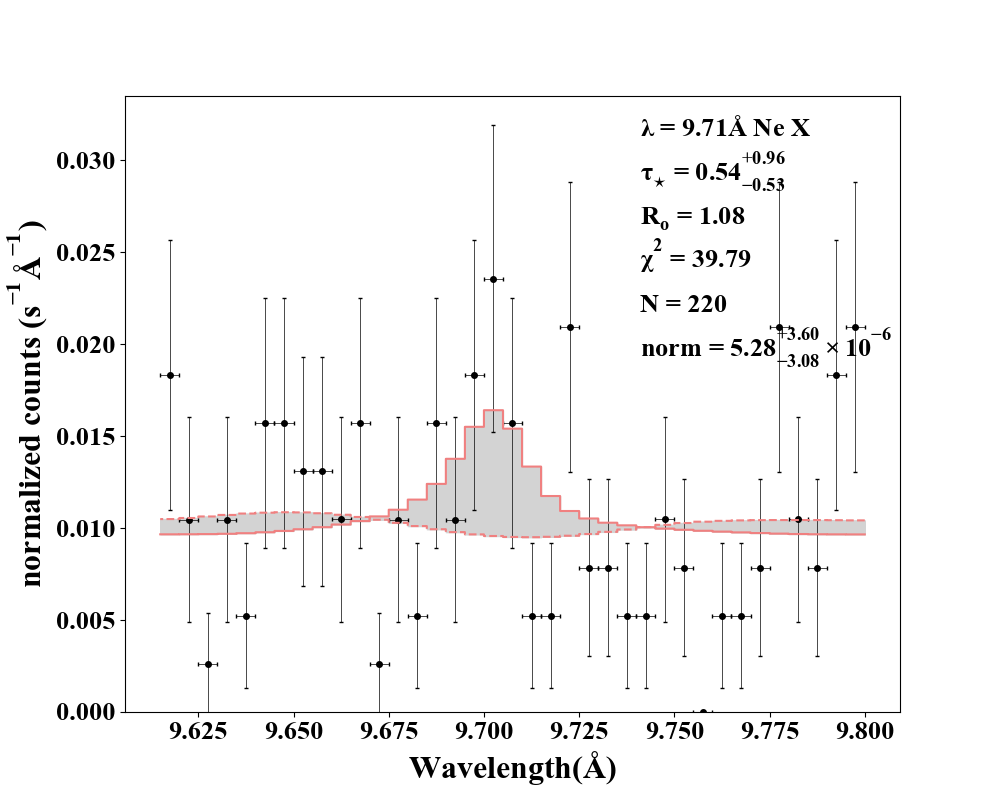 λ = 9.71Å Ne X
τ⋆ = 0.54 +0.96 −0.53
Ro = 1.08
χ² = 39.79
N = 220
norm = 5.28 +3.60 −3.08 × 10⁻⁶
normalized counts (s⁻¹ Å⁻¹)
0.030
0.025
0.020
0.015
0.010
0.005
0.000
9.625 9.650 9.675 9.700 9.725 9.750 9.775 9.800
Wavelength(Å)